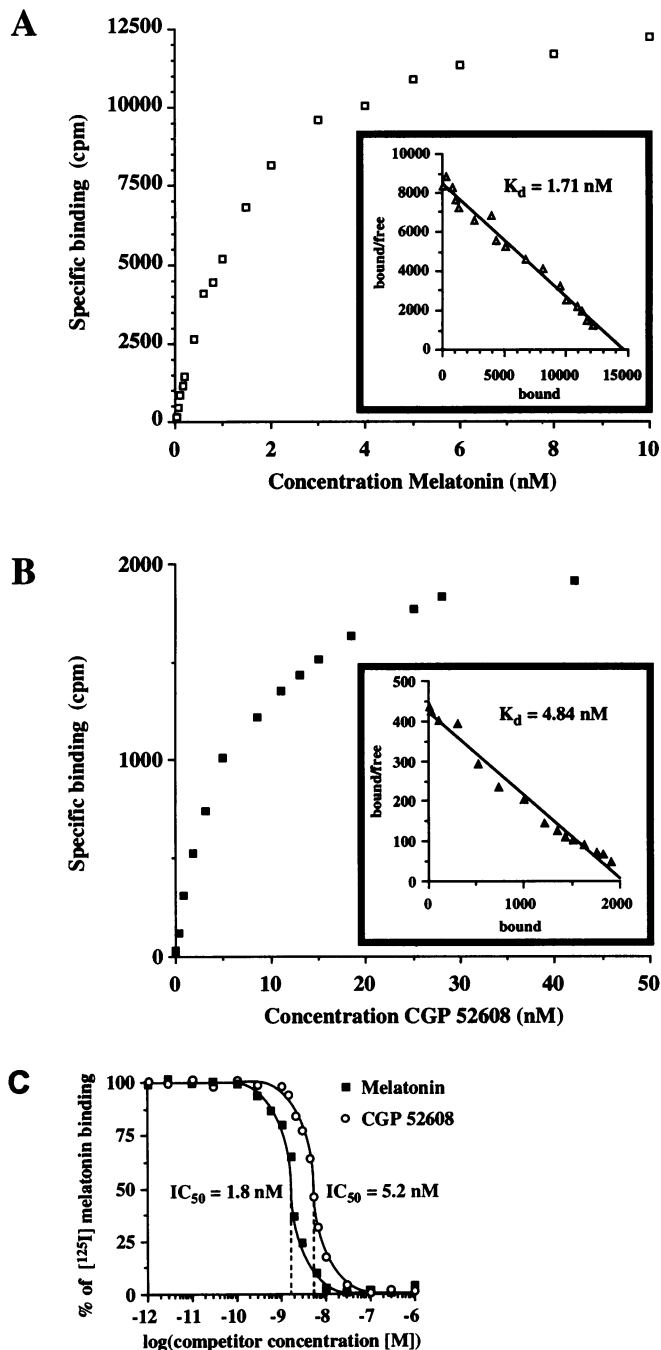 A
Specific binding (cpm)
12500
10000
7500
5000
2500
0
0 2 4 6 8 10
Concentration Melatonin (nM)
bound/free
10000
8000
6000
4000
2000
0
K_d = 1.71 nM
0 5000 10000 15000
bound
B
Specific binding (cpm)
2000
1000
0
0 10 20 30 40 50
Concentration CGP 52608 (nM)
bound/free
500
400
300
200
100
0
K_d = 4.84 nM
0 1000 2000
bound
C
% of [¹²⁵I] melatonin binding
100
75
50
25
0
Melatonin
CGP 52608
IC₅₀ = 1.8 nM
IC₅₀ = 5.2 nM
-12 -11 -10 -9 -8 -7 -6
log(competitor concentration [M])